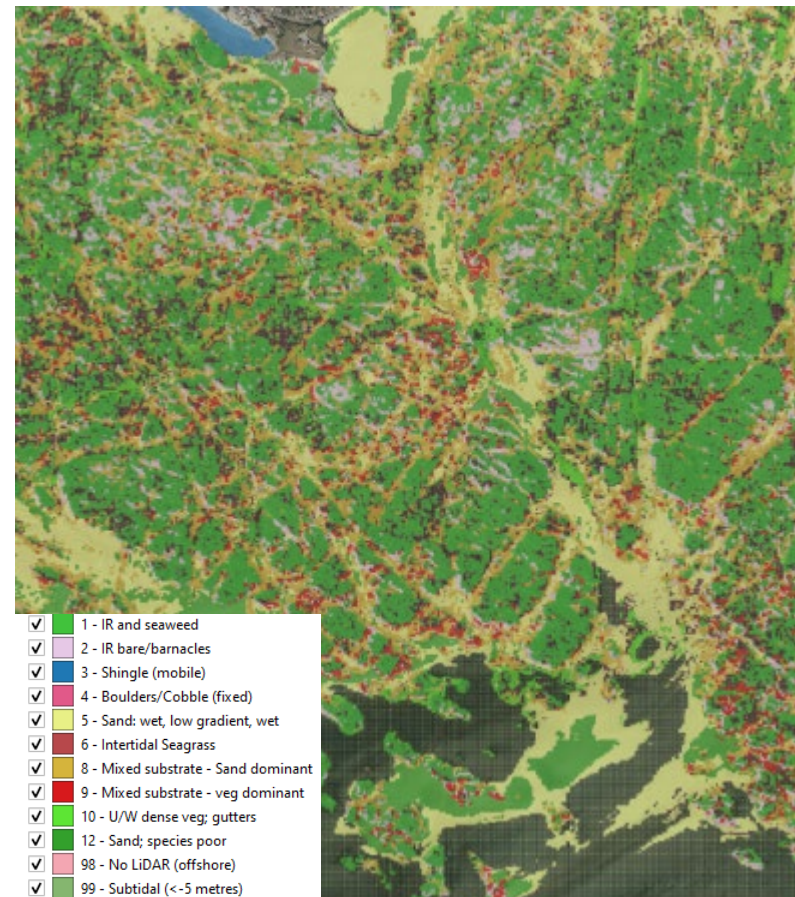 1 - IR and seaweed
2 - IR bare/barnacles
3 - Shingle (mobile)
4 - Boulders/Cobble (fixed)
5 - Sand: wet, low gradient, wet
6 - Intertidal Seagrass
8 - Mixed substrate - Sand dominant
9 - Mixed substrate - veg dominant
10 - U/W dense veg; gutters
12 - Sand; species poor
98 - No LiDAR (offshore)
99 - Subtidal (<-5 metres)